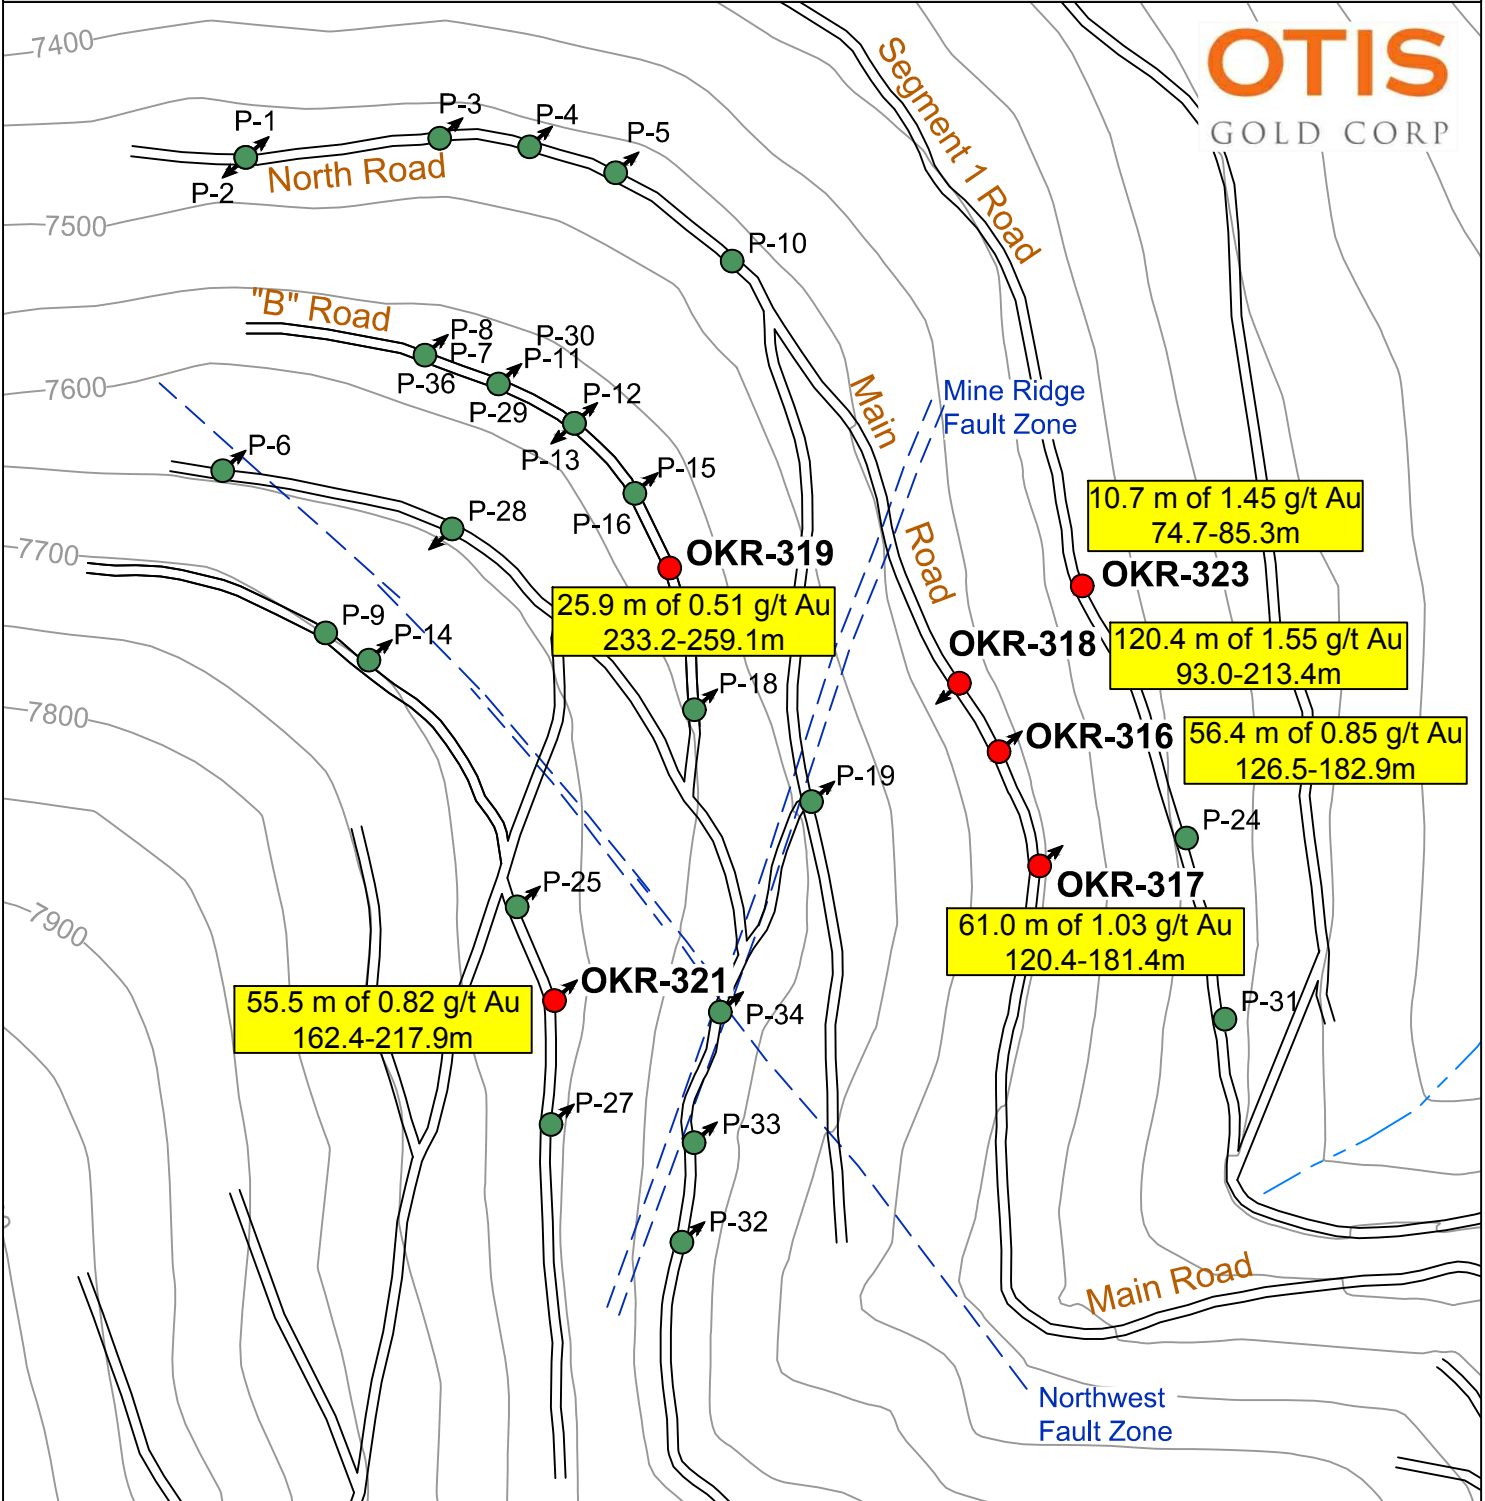 7400
OTIS
GOLD CORP
Segment 1 Road
P-1
P-3
P-4
P-5
P-2
North Road
7500
P-10
"B" Road
P-8
P-30
P-7
P-11
P-36
P-12
P-29
7600
Main
Road
Mine Ridge
Fault Zone
P-6
P-13
P-15
P-28
P-16
10.7 m of 1.45 g/t Au
74.7-85.3m
7700
OKR-319
OKR-323
25.9 m of 0.51 g/t Au
233.2-259.1m
P-9
P-14
OKR-318
120.4 m of 1.55 g/t Au
93.0-213.4m
P-18
7800
OKR-316
56.4 m of 0.85 g/t Au
126.5-182.9m
P-19
P-24
P-25
OKR-317
7900
61.0 m of 1.03 g/t Au
120.4-181.4m
OKR-321
55.5 m of 0.82 g/t Au
162.4-217.9m
P-34
P-31
P-27
P-33
P-32
Main Road
Northwest
Fault Zone